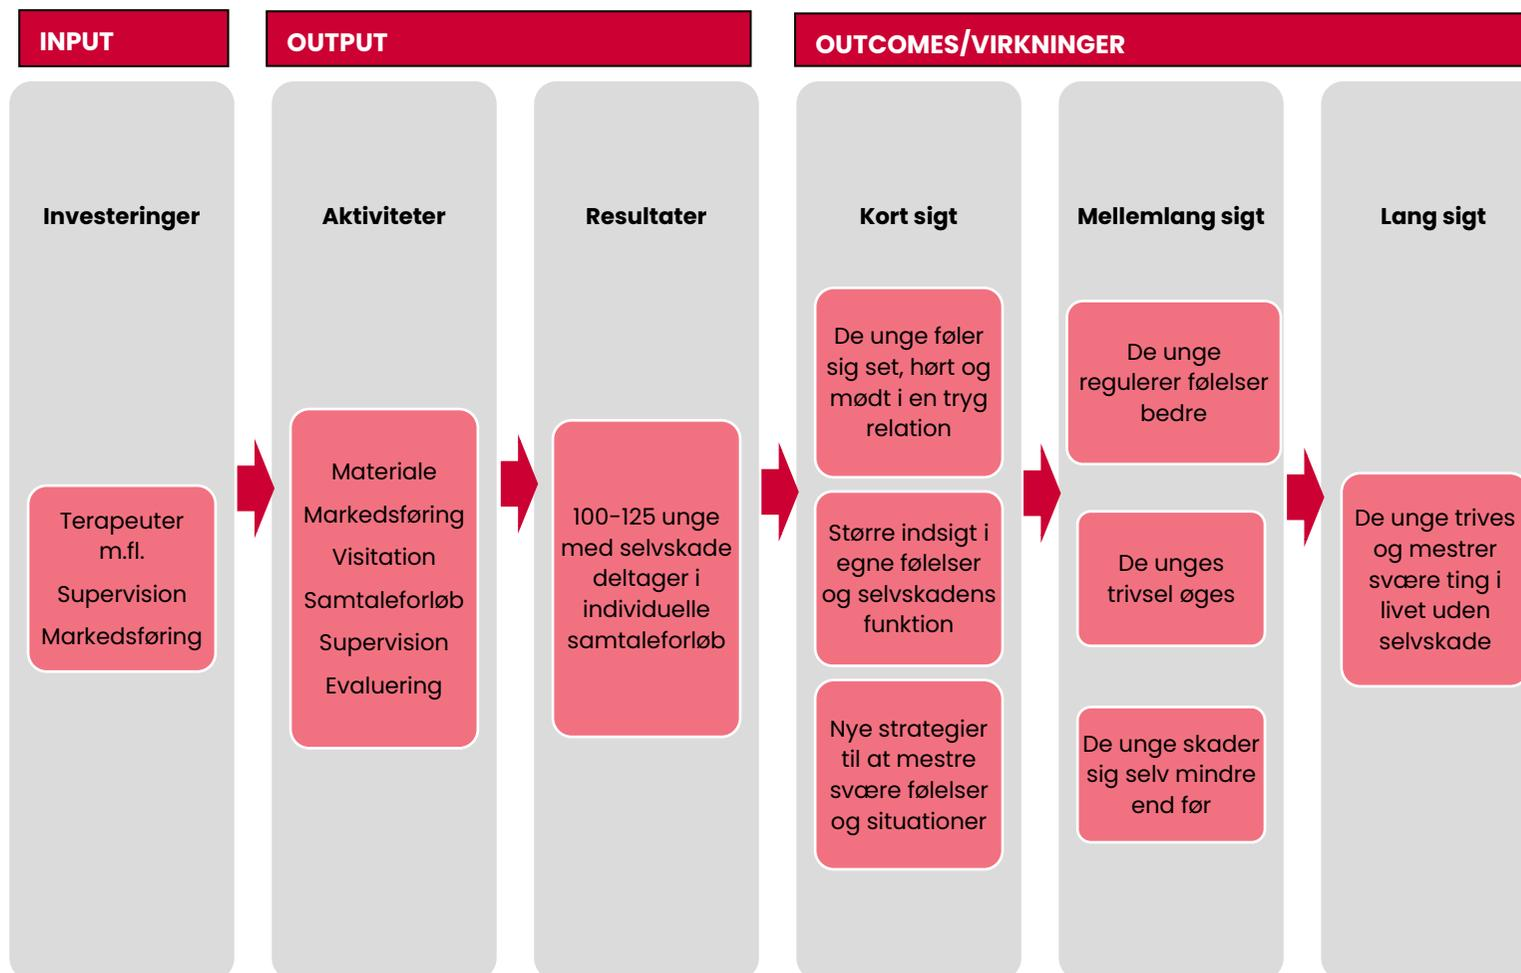 INPUT
OUTPUT
OUTCOMES/VIRKNINGER
Investeringer
Aktiviteter
Resultater
Kort sigt
Mellemlang sigt
Lang sigt
Terapeuter
m.fl.
Supervision
Markedsføring
Materiale
Markedsføring
Visitation
Samtaleforløb
Supervision
Evaluering
100-125 unge
med selvskade
deltager i
individuelle
samtaleforløb
De unge føler
sig set, hørt og
mødt i en tryg
relation
Større indsigt i
egne følelser
og selvskadens
funktion
Nye strategier
til at mestre
svære følelser
og situationer
De unge
regulerer følelser
bedre
De unges
trivsel øges
De unge skader
sig selv mindre
end før
De unge trives
og mestrer
svære ting i
livet uden
selvskade